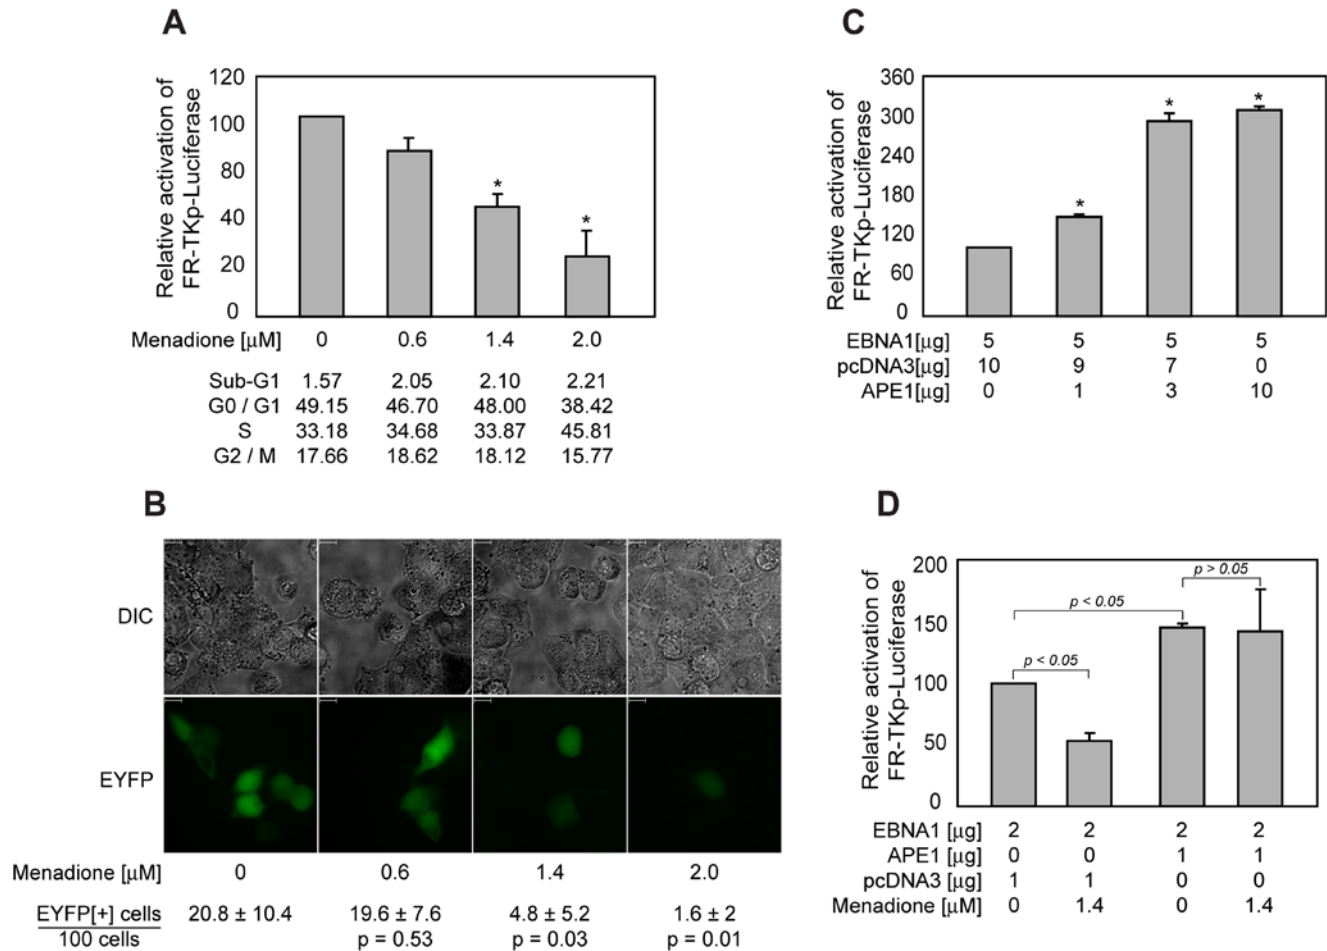 A
Relative activation of
FR-TKp-Luciferase
120
100
80
40
20
0
*
*
Menadione [μM] 0 0.6 1.4 2.0
Sub-G1 1.57 2.05 2.10 2.21
G0 / G1 49.15 46.70 48.00 38.42
S 33.18 34.68 33.87 45.81
G2 / M 17.66 18.62 18.12 15.77
B
DIC
EYFP
Menadione [μM] 0 0.6 1.4 2.0
EYFP[+] cells 20.8 ± 10.4 19.6 ± 7.6 4.8 ± 5.2 1.6 ± 2
100 cells p = 0.53 p = 0.03 p = 0.01
C
Relative activation of
FR-TKp-Luciferase
360
300
240
180
120
60
0
*
*
*
EBNA1[μg] 5 5 5 5
pcDNA3[μg] 10 9 7 0
APE1[μg] 0 1 3 10
D
Relative activation of
FR-TKp-Luciferase
200
150
100
50
0
p > 0.05
p < 0.05
p < 0.05
EBNA1 [μg] 2 2 2 2
APE1 [μg] 0 0 1 1
pcDNA3 [μg] 1 1 0 0
Menadione [μM] 0 1.4 0 1.4